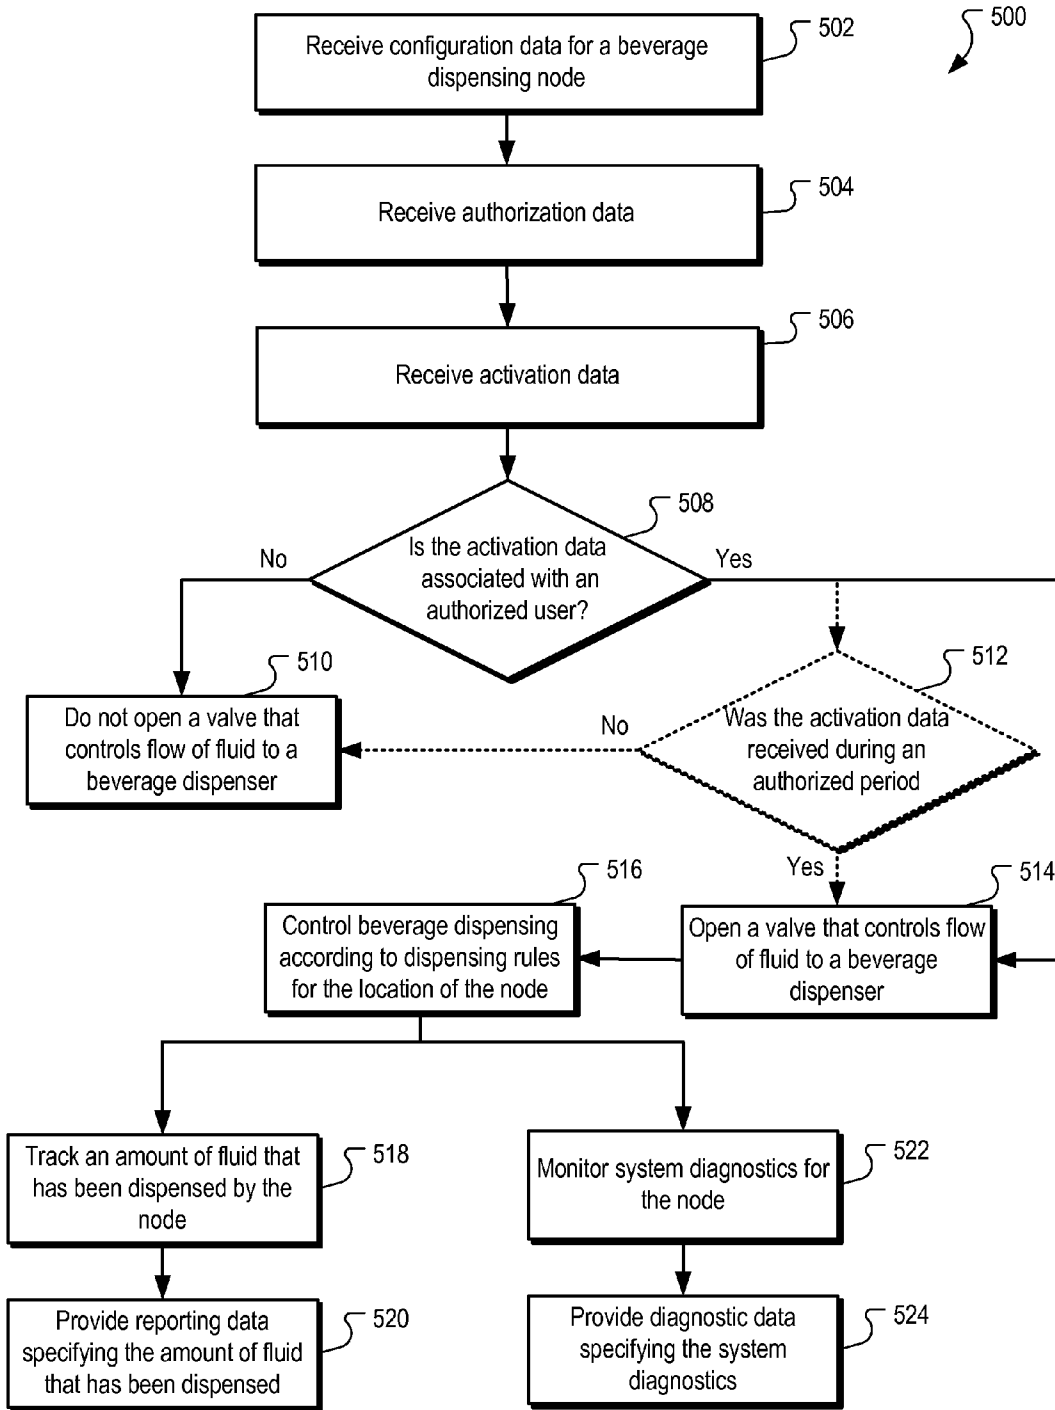 500
502
Receive configuration data for a beverage
dispensing node
504
Receive authorization data
506
Receive activation data
508
Is the activation data
associated with an
authorized user?
No
Yes
510
Do not open a valve that
controls flow of fluid to a
beverage dispenser
512
Was the activation data
received during an
authorized period
No
Yes
514
Open a valve that controls flow
of fluid to a beverage
dispenser
516
Control beverage dispensing
according to dispensing rules
for the location of the node
518
Track an amount of fluid that
has been dispensed by the
node
522
Monitor system diagnostics for
the node
520
Provide reporting data
specifying the amount of fluid
that has been dispensed
524
Provide diagnostic data
specifying the system
diagnostics